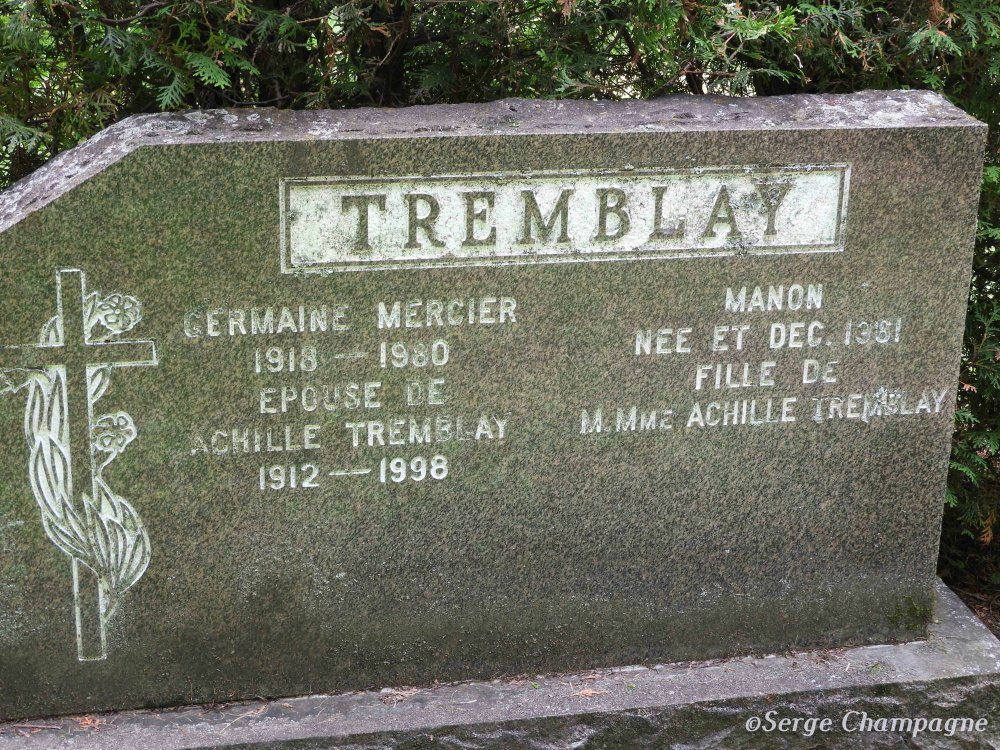 TREMBLAY
GERMAINE MERCIER
1918 — 1980
EPOUSE DE
ACHILLE TREMBLAY
1912 — 1998
MANON
NEE ET DEC. 1981
FILLE DE
M. MME ACHILLE TREMBLAY
©Serge Champagne